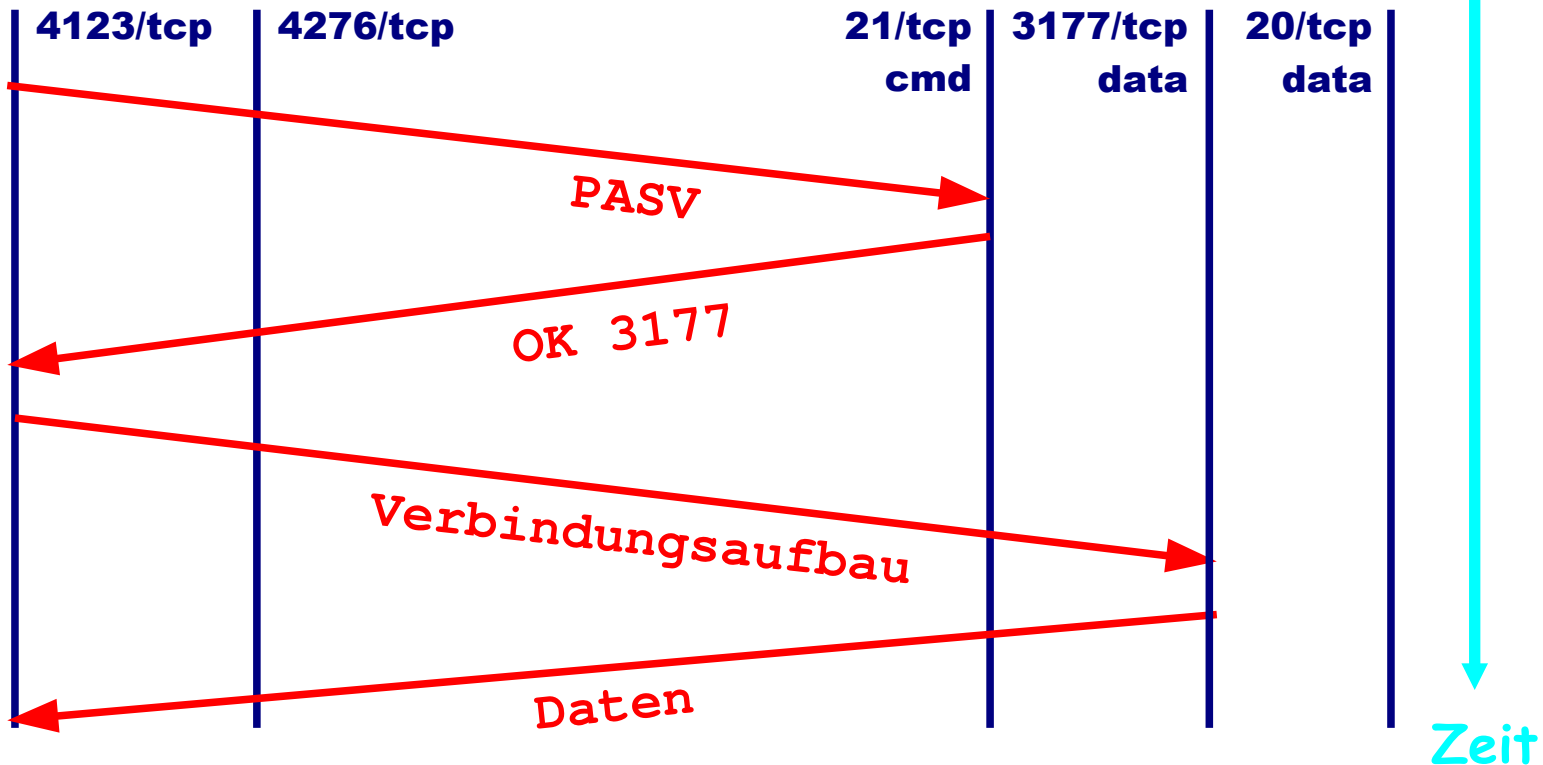 4123/tcp
4276/tcp
21/tcp
cmd
3177/tcp
data
20/tcp
data
PASV
OK 3177
Verbindungsaufbau
Daten
Zeit